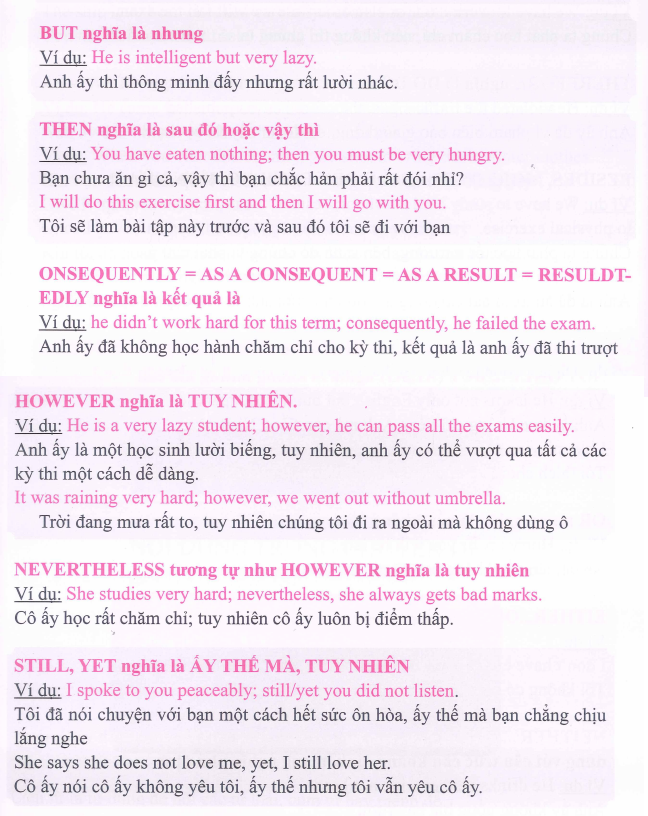 BUT nghĩa là nhưng
Ví dụ: He is intelligent but very lazy.
Anh ấy thì thông minh đấy nhưng rất lười nhác.
THEN nghĩa là sau đó hoặc vậy thì
Ví dụ: You have eaten nothing; then you must be very hungry.
Bạn chưa ăn gì cả, vậy thì bạn chắc hản phải rất đói nhỉ?
I will do this exercise first and then I will go with you.
Tôi sẽ làm bài tập này trước và sau đó tôi sẽ đi với bạn
ONSEQUENTLY = AS A CONSEQUENT = AS A RESULT = RESULDT-
EDLY nghĩa là kết quả là
Ví dụ: he didn't work hard for this term; consequently, he failed the exam.
Anh ấy đã không học hành chăm chỉ cho kỳ thi, kết quả là anh ấy đã thi trượt
HOWEVER nghĩa là TUY NHIÊN.
Ví dụ: He is a very lazy student; however, he can pass all the exams easily.
Anh ấy là một học sinh lười biếng, tuy nhiên, anh ấy có thể vượt qua tất cả các
kỳ thi một cách dễ dàng.
It was raining very hard; however, we went out without umbrella.
Trời đang mưa rất to, tuy nhiên chúng tôi đi ra ngoài mà không dùng ô
NEVERTHELESS tương tự như HOWEVER nghĩa là tuy nhiên
Ví dụ: She studies very hard; nevertheless, she always gets bad marks.
Cô ấy học rất chăm chỉ; tuy nhiên cô ấy luôn bị điểm thấp.
STILL, YET nghĩa là ẤY THẾ MÀ, TUY NHIÊN
Ví dụ: I spoke to you peaceably; still/yet you did not listen.
Tôi đã nói chuyện với bạn một cách hết sức ôn hòa, ấy thế mà bạn chẳng chịu
lắng nghe
She says she does not love me, yet, I still love her.
Cô ấy nói cô ấy không yêu tôi, ấy thế nhưng tôi vẫn yêu cô ấy.